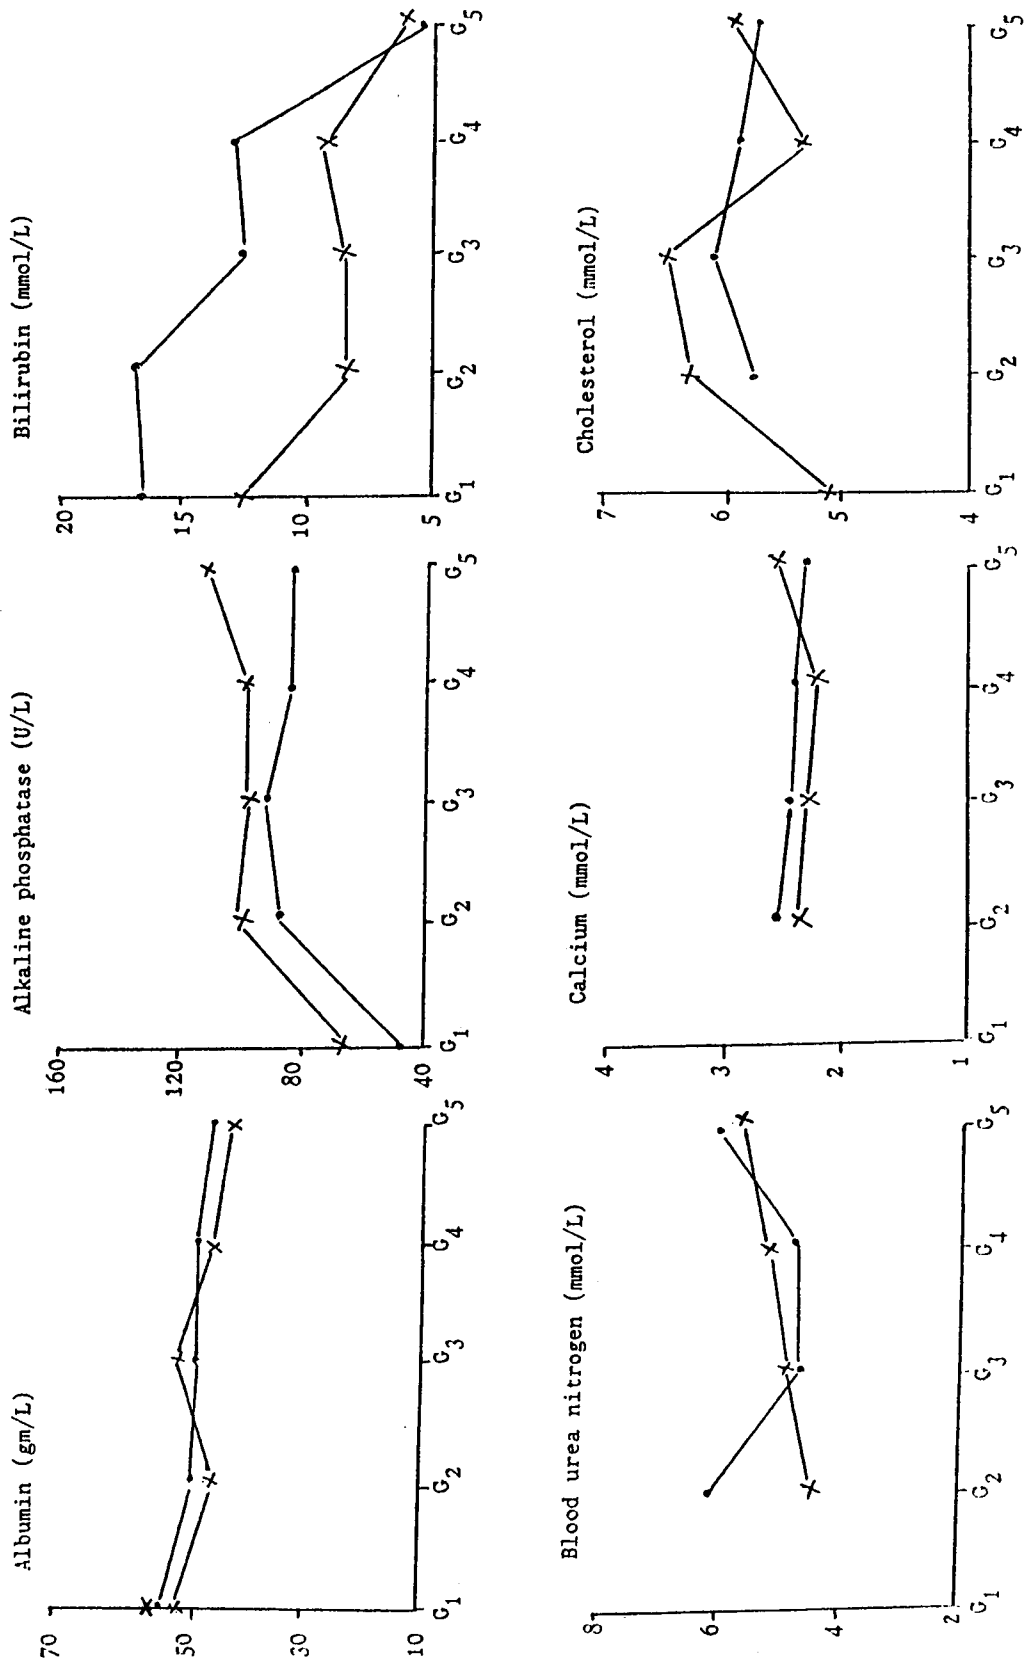 Albumin (gm/L)
70
50
30
10
G1
G2
G3
G4
G5
Alkaline phosphatase (U/L)
160
120
80
40
G1
G2
G3
G4
G5
Bilirubin (mmol/L)
20
15
10
5
G1
G2
G3
G4
G5
Blood urea nitrogen (mmol/L)
8
6
4
2
G1
G2
G3
G4
G5
Calcium (mmol/L)
4
3
2
1
G1
G2
G3
G4
G5
Cholesterol (mmol/L)
7
6
5
4
G1
G2
G3
G4
G5